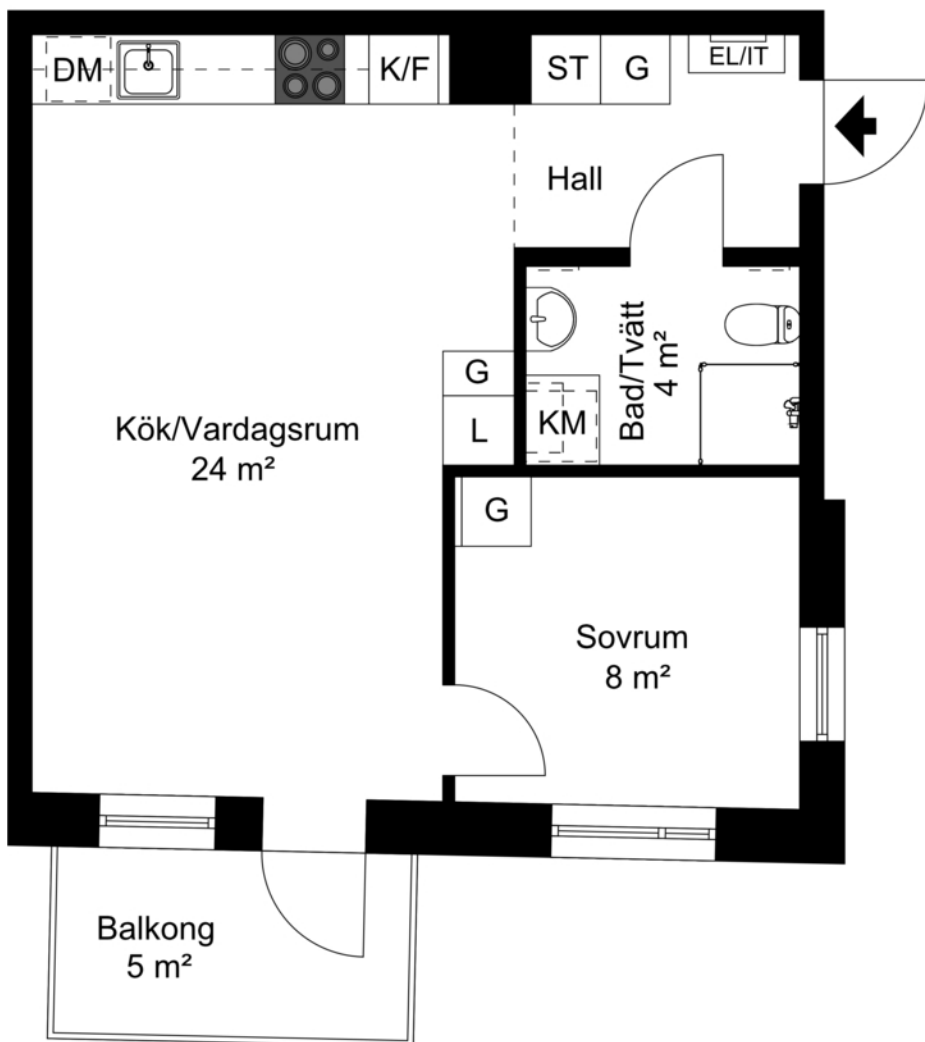 DM
K/F
ST
G
EL/IT
Hall
Bad/Tvätt
4 m²
G
L
KM
Kök/Vardagsrum
24 m²
G
Sovrum
8 m²
Balkong
5 m²